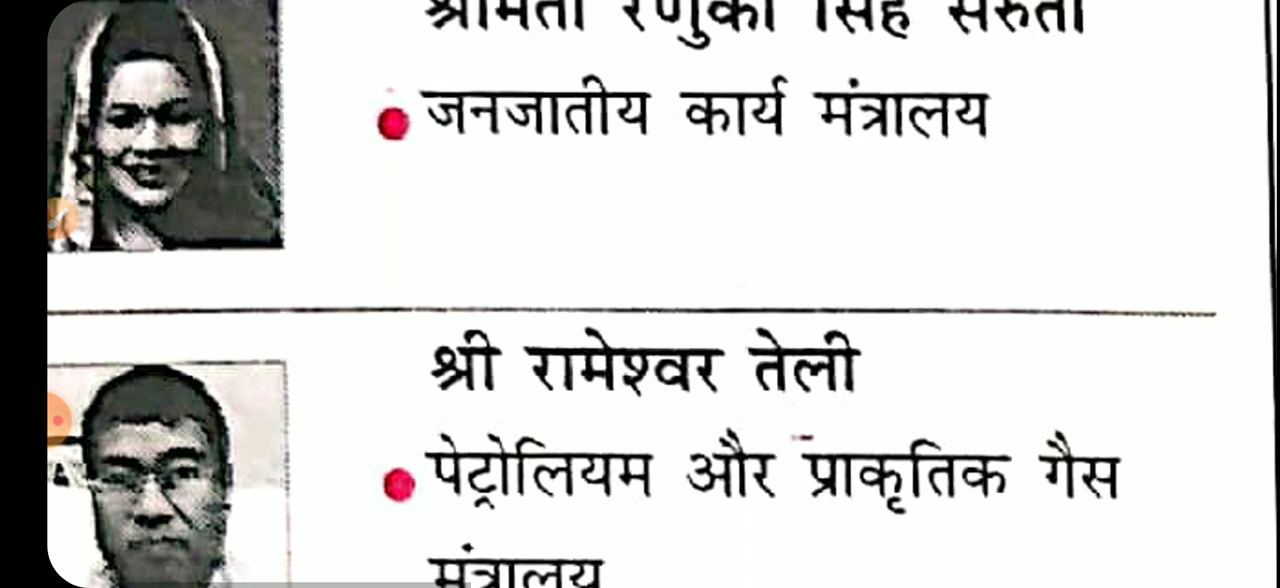 श्रीमती रेणुका सिंह सरुता
जनजातीय कार्य मंत्रालय
श्री रामेश्वर तेली
पेट्रोलियम और प्राकृतिक गैस
मंत्रालय